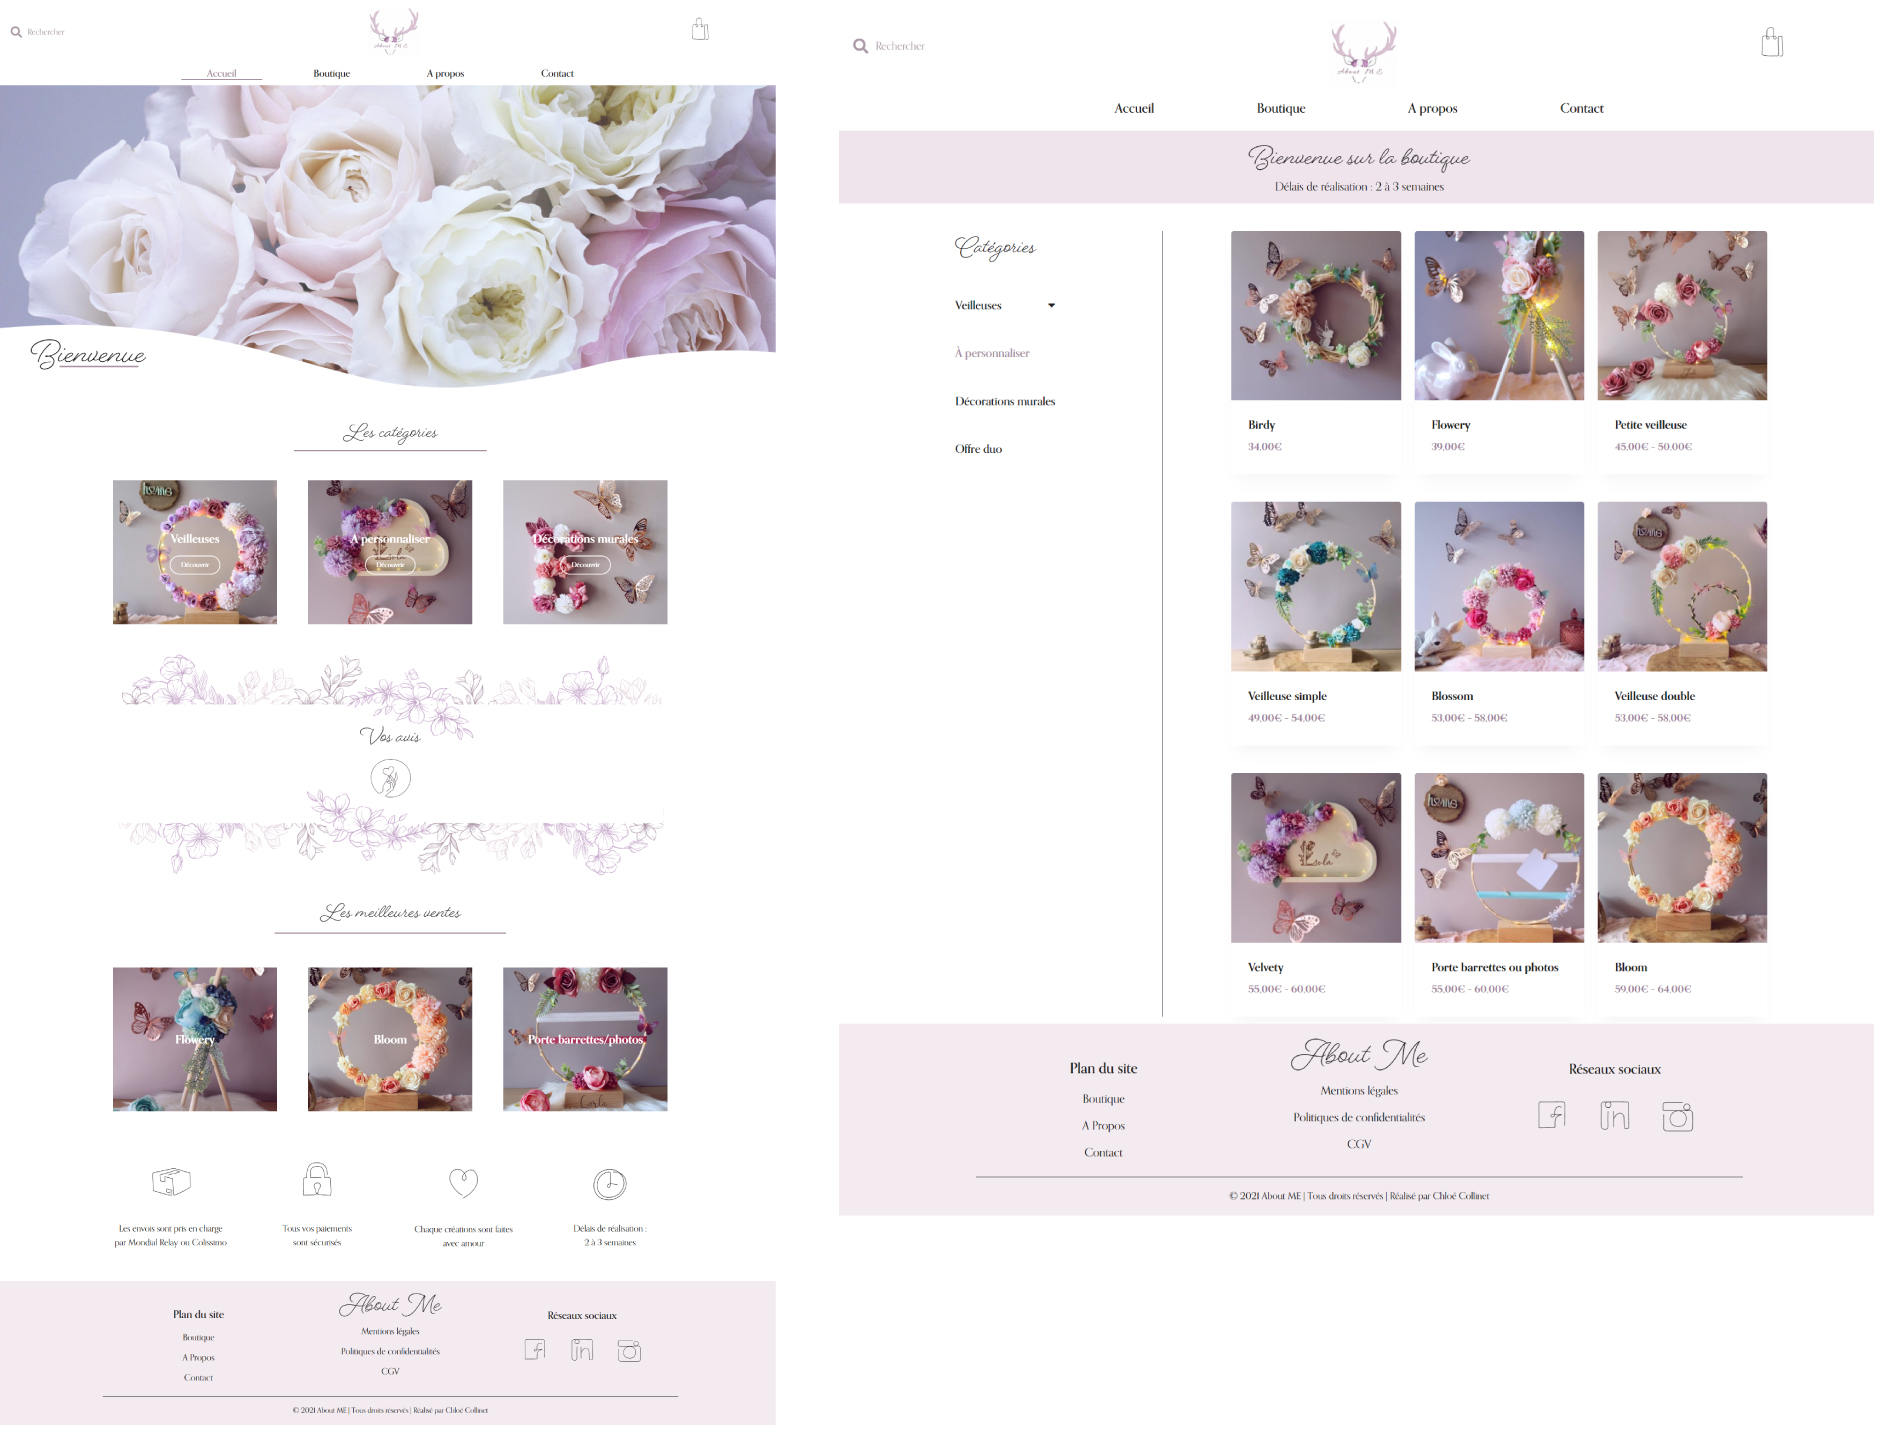 Rechercher
About ME
Accueil
Boutique
A propos
Contact
Bienvenue
Les catégories
Veilleuses
Découvrir
A personnaliser
Découvrir
Décorations murales
Découvrir
Vos avis
Les meilleures ventes
Flowery
Bloom
Porte barrettes/photos
Carla
Les envois sont pris en charge
par Mondial Relay ou Colissimo
Tous vos paiements
sont sécurisés
Chaque créations sont faites
avec amour
Délais de réalisation :
2 à 3 semaines
Plan du site
Boutique
A Propos
Contact
About Me
Mentions légales
Politiques de confidentialités
CGV
Réseaux sociaux
© 2021 About ME | Tous droits réservés | Réalisé par Chloé Collinet
Rechercher
About ME
Accueil
Boutique
A propos
Contact
Bienvenue sur la boutique
Délais de réalisation : 2 à 3 semaines
Catégories
Veilleuses
À personnaliser
Décorations murales
Offre duo
Birdy
34,00€
Flowery
39,00€
Petite veilleuse
45,00€ - 50,00€
Veilleuse simple
49,00€ - 54,00€
Blossom
53,00€ - 58,00€
Veilleuse double
53,00€ - 58,00€
Lola
Velvety
55,00€ - 60,00€
Porte barrettes ou photos
55,00€ - 60,00€
Bloom
59,00€ - 64,00€
Plan du site
Boutique
A Propos
Contact
About Me
Mentions légales
Politiques de confidentialités
CGV
Réseaux sociaux
© 2021 About ME | Tous droits réservés | Réalisé par Chloé Collinet